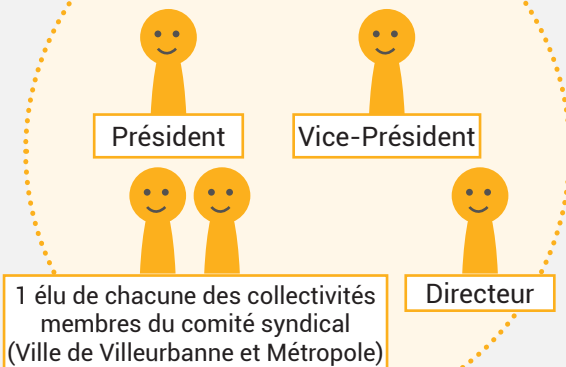 Président
Vice-Président
1 élu de chacune des collectivités
membres du comité syndical
(Ville de Villeurbanne et Métropole)
Directeur